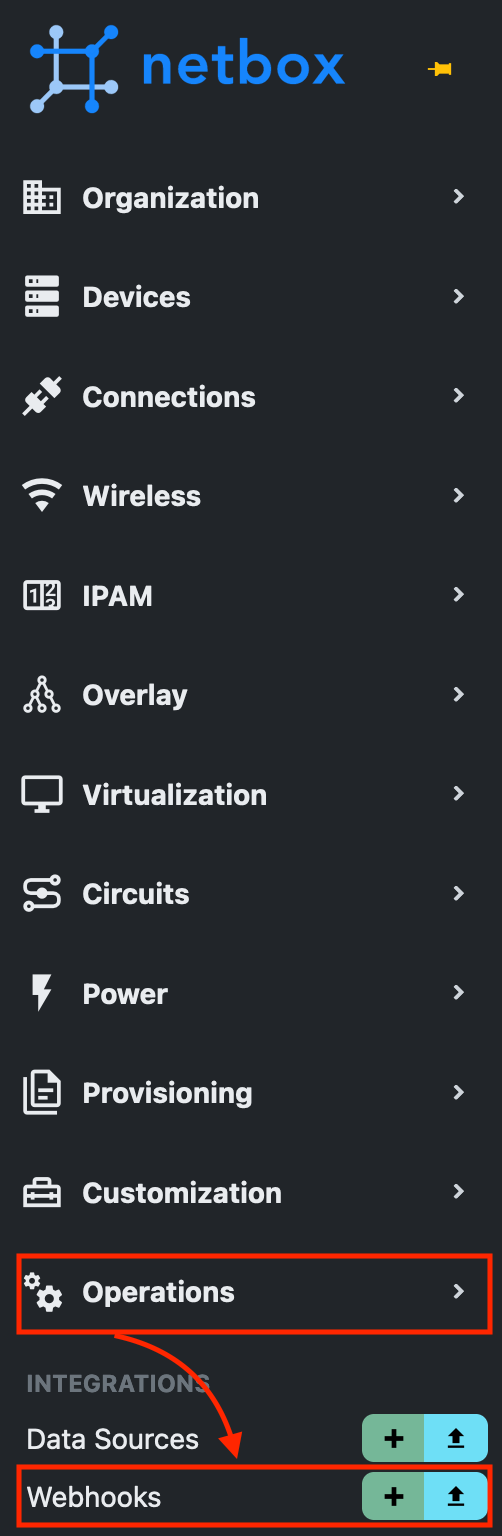 netbox
Organization
Devices
Connections
Wireless
IPAM
Overlay
Virtualization
Circuits
Power
Provisioning
Customization
Operations
INTEGRATIONS
Data Sources
Webhooks